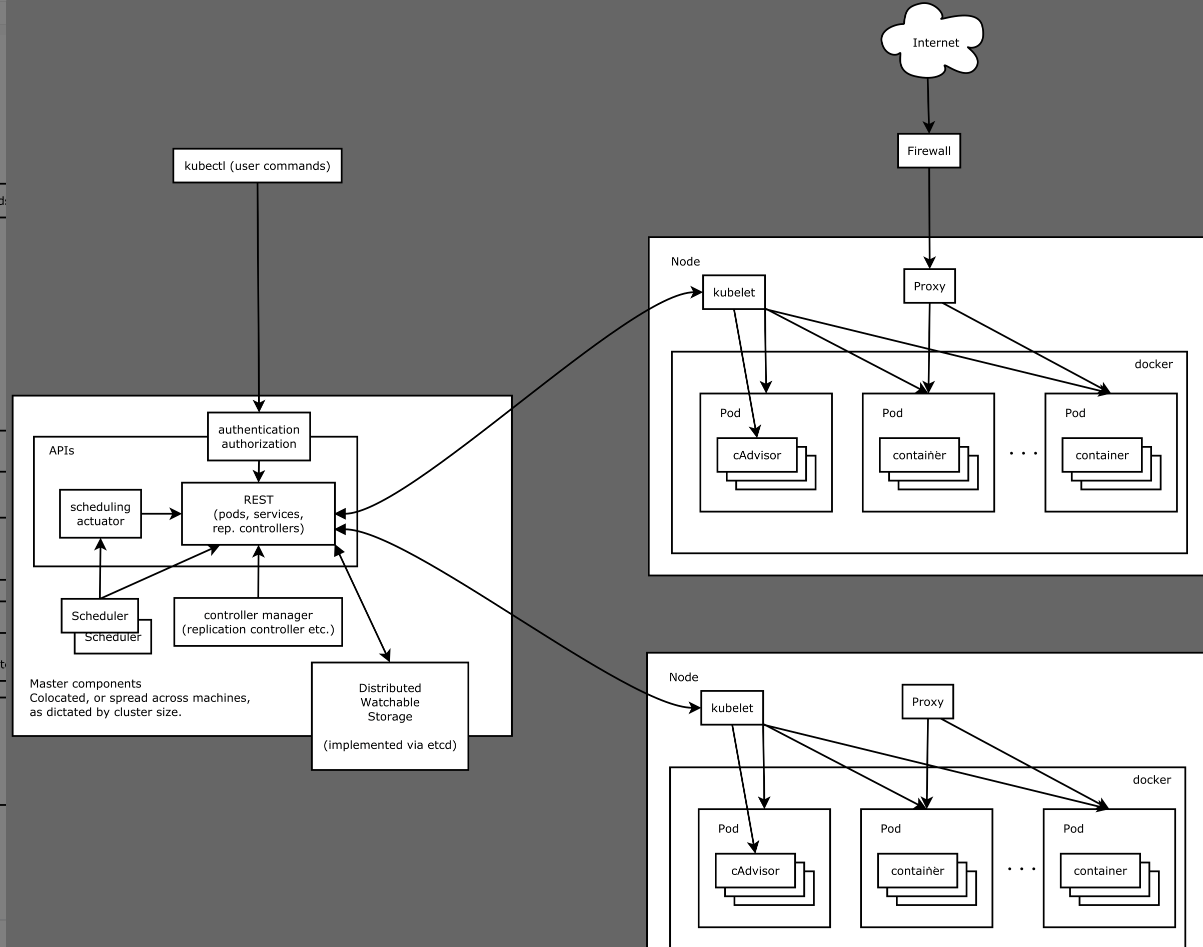 Internet
kubectl (user commands)
Firewall
Node
kubelet
Proxy
docker
Pod
cAdvisor
Pod
container
. . .
Pod
container
authentication
authorization
APIs
REST
(pods, services,
rep. controllers)
scheduling
actuator
Scheduler
Scheduler
controller manager
(replication controller etc.)
Master components
Colocated, or spread across machines,
as dictated by cluster size.
Distributed
Watchable
Storage
(implemented via etcd)
Node
kubelet
Proxy
docker
Pod
cAdvisor
Pod
container
. . .
Pod
container